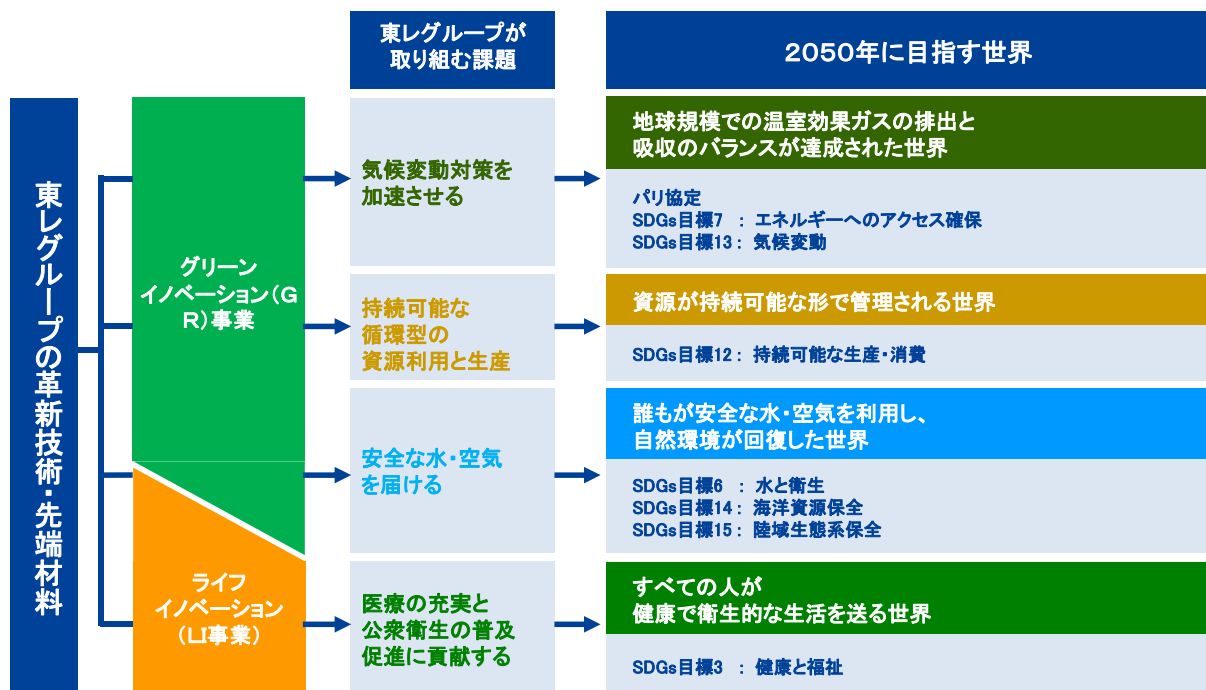 東レグループが
取り組む課題
2050年に目指す世界
東レグループの革新技術・先端材料
グリーン
イノベーション（G
R）事業
ライフ
イノベーション
（LI事業）
気候変動対策を
加速させる
地球規模での温室効果ガスの排出と
吸収のバランスが達成された世界
パリ協定
SDGs目標7　：　エネルギーへのアクセス確保
SDGs目標13：　気候変動
持続可能な
循環型の
資源利用と生産
資源が持続可能な形で管理される世界
SDGs目標12：　持続可能な生産・消費
安全な水・空気
を届ける
誰もが安全な水・空気を利用し、
自然環境が回復した世界
SDGs目標6　：　水と衛生
SDGs目標14：　海洋資源保全
SDGs目標15：　陸域生態系保全
医療の充実と
公衆衛生の普及
促進に貢献する
すべての人が
健康で衛生的な生活を送る世界
SDGs目標3　：　健康と福祉